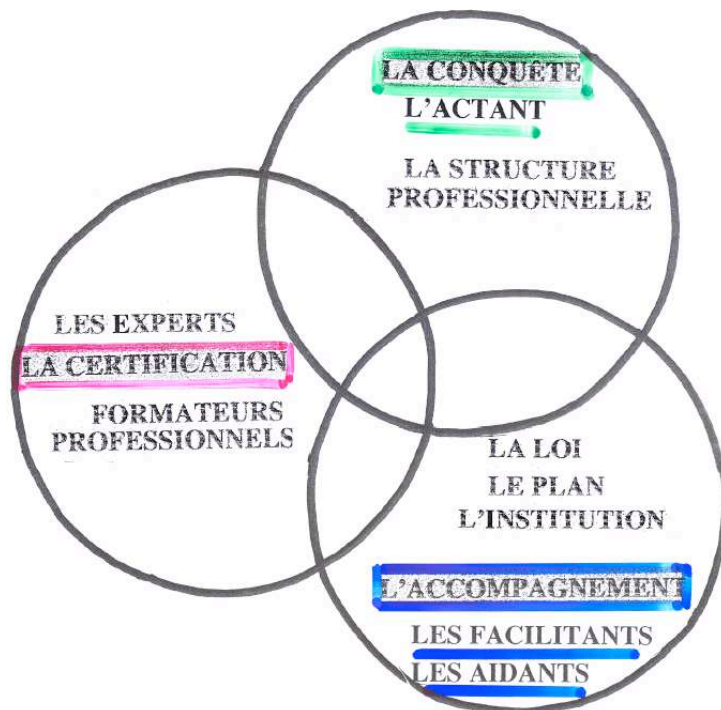 LA CONQUÊTE
L'ACTANT
LA STRUCTURE
PROFESSIONNELLE
LES EXPERTS
LA CERTIFICATION
FORMATEURS
PROFESSIONNELS
LA LOI
LE PLAN
L'INSTITUTION
L'ACCOMPAGNEMENT
LES FACILITANTS
LES AIDANTS